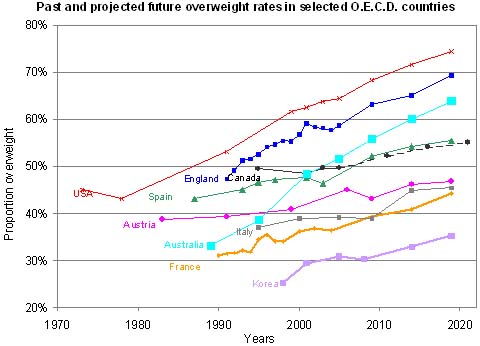 Past and projected future overweight rates in selected O.E.C.D. countries
80%
70%
60%
50%
40%
30%
20%
Proportion overweight
USA
England
Canada
Spain
Austria
Italy
Australia
France
Korea
1970
1980
1990
2000
2010
2020
Years